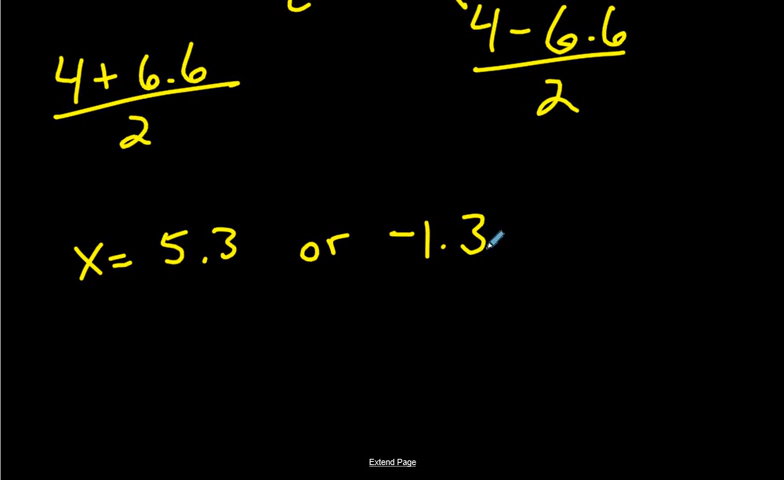 4 + 6.6
2
4 - 6.6
2
x = 5.3 or -1.3
Extend Page